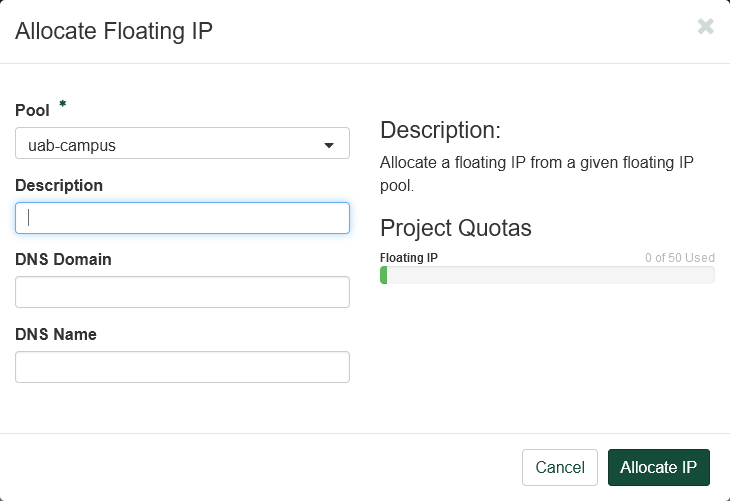 Allocate Floating IP
Pool *
uab-campus
Description
DNS Domain
DNS Name
Description:
Allocate a floating IP from a given floating IP
pool.
Project Quotas
Floating IP 0 of 50 Used
Cancel Allocate IP